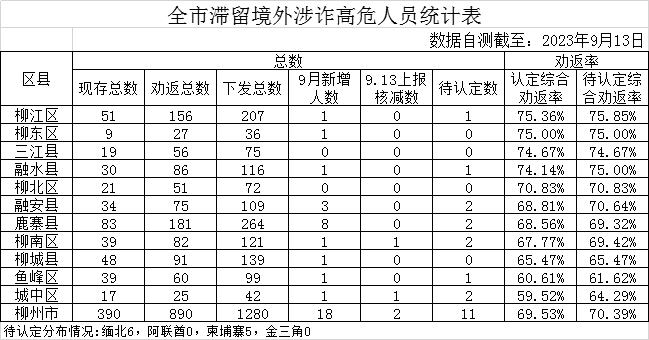 全市滞留境外涉诈高危人员统计表
数据自测截至：2023年9月13日
区县 总数 劝返率
现存总数 劝返总数 下发总数 9月新增人数 9.13上报核减数 待认定数 认定综合劝返率 待认定综合劝返率
柳江区 51 156 207 1 0 1 75.36% 75.85%
柳东区 9 27 36 1 0 0 75.00% 75.00%
三江县 19 56 75 0 0 0 74.67% 74.67%
融水县 30 86 116 1 0 1 74.14% 75.00%
柳北区 21 51 72 1 0 0 70.83% 70.83%
融安县 34 75 109 3 0 2 68.81% 70.64%
鹿寨县 83 181 264 8 0 2 68.56% 69.32%
柳南区 39 82 121 1 1 2 67.77% 69.42%
柳城县 48 91 139 1 0 0 65.47% 65.47%
鱼峰区 39 60 99 1 0 1 60.61% 61.62%
城中区 17 25 42 1 1 2 59.52% 64.29%
柳州市 390 890 1280 18 2 11 69.53% 70.39%
待认定分布情况:缅北6，阿联酋0，柬埔寨5，金三角0